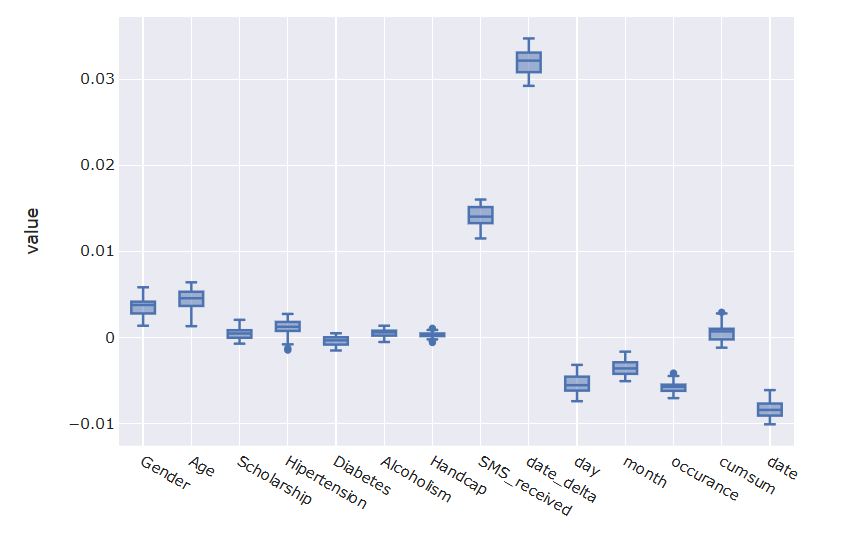 0.03
0.02
0.01
0
−0.01
value
Gender
Age
Scholarship
Hipertension
Diabetes
Alcoholism
Handcap
SMS_received
date_delta
day
month
occurance
cumsum
date